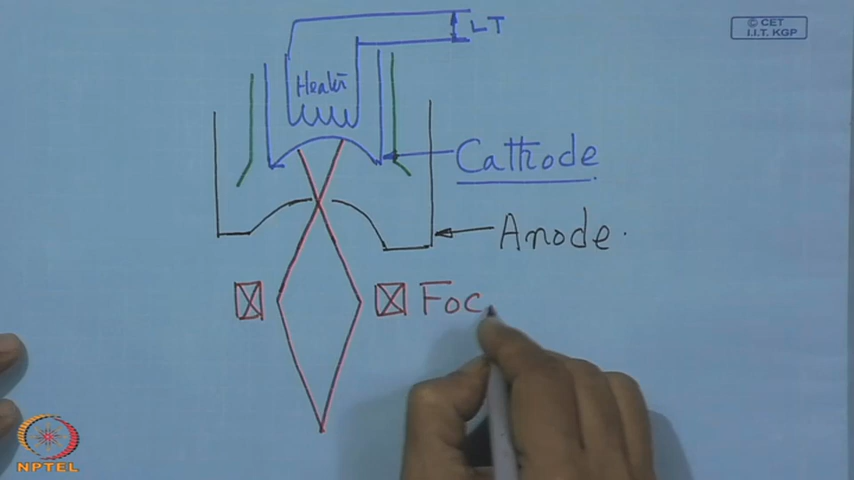 © CET
I.I.T. KGP
LT
Heater
Cathode
Anode.
Foc
NPTEL